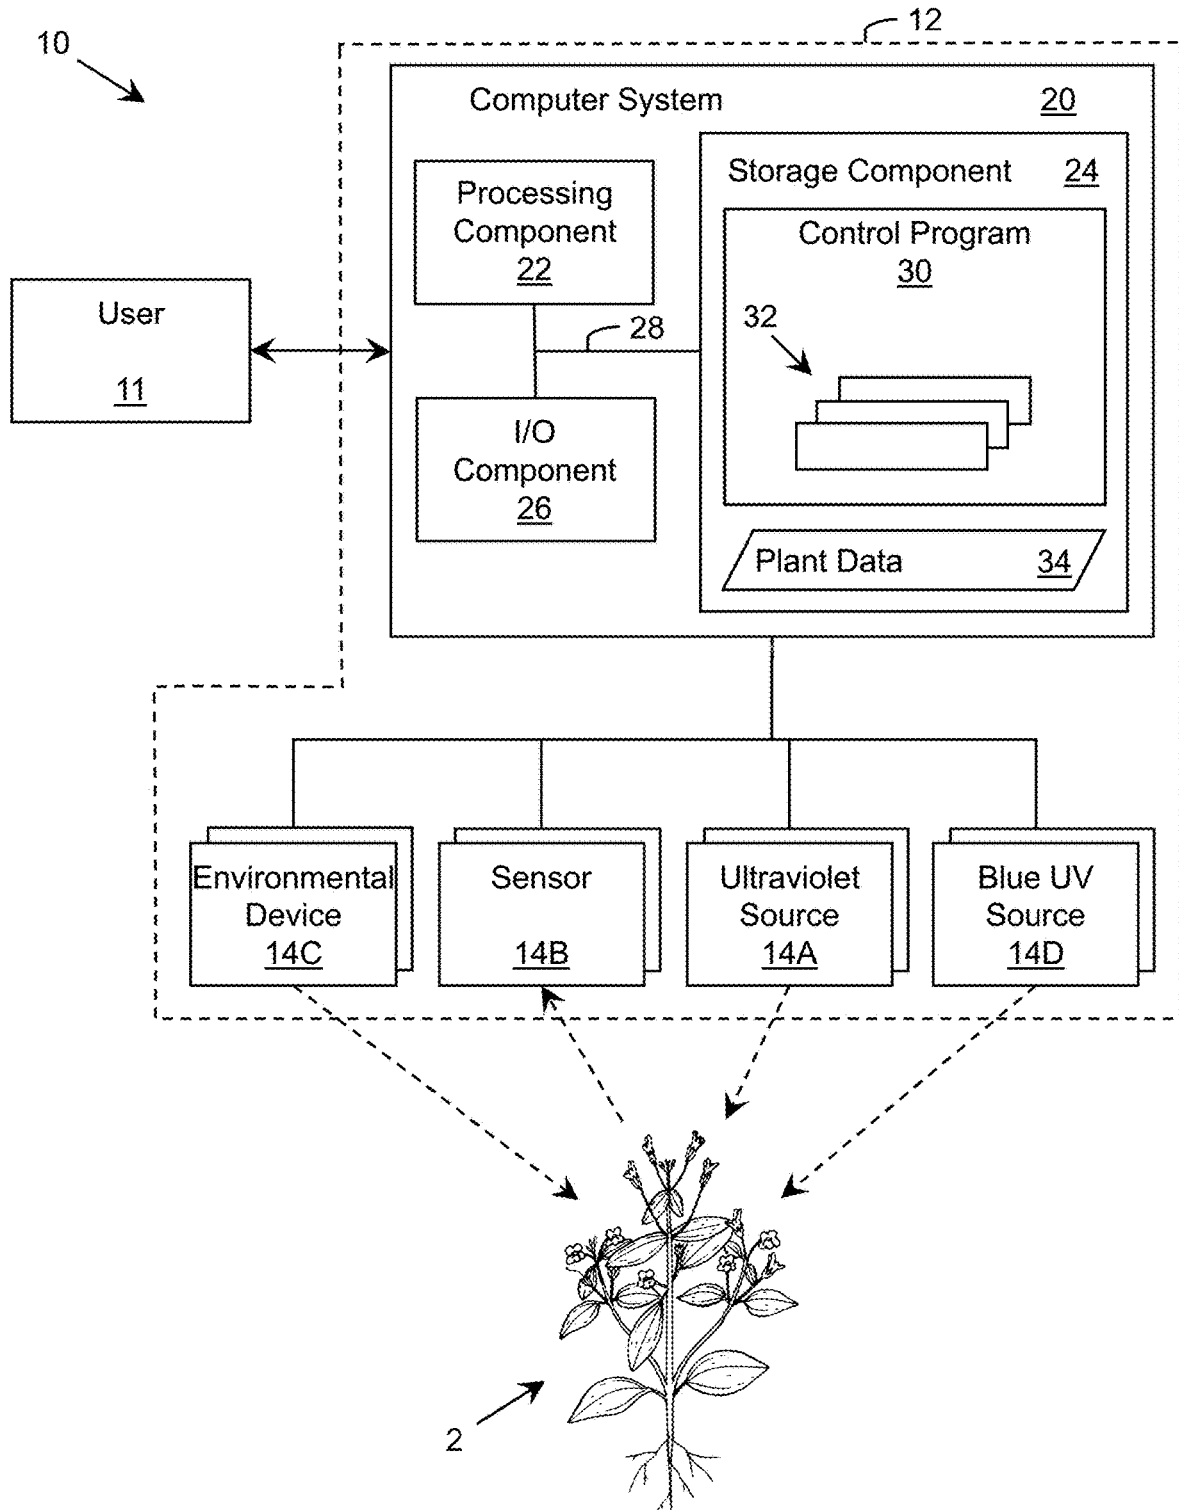 10
12
Computer System 20
Storage Component 24
Processing
Component
22
Control Program
30
User
11
28
32
I/O
Component
26
Plant Data 34
Environmental
Device
14C
Sensor
14B
Ultraviolet
Source
14A
Blue UV
Source
14D
2